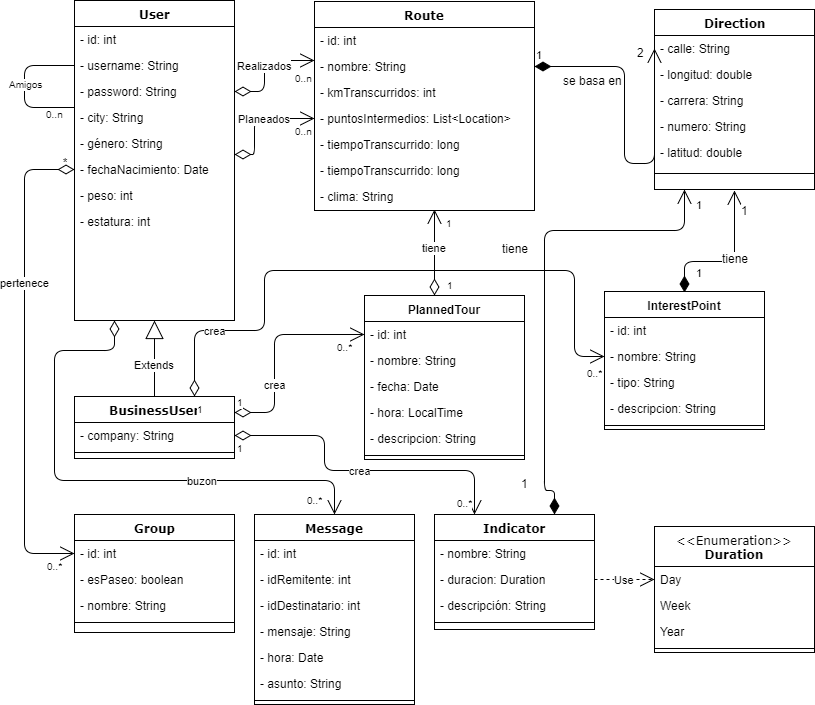 User
- id: int
- username: String
- password: String
- city: String
- género: String
- fechaNacimiento: Date
- peso: int
- estatura: int
Amigos
0..n
*
pertenece
Realizados
0..n
Planeados
0..n
Route
- id: int
- nombre: String
- kmTranscurridos: int
- puntosIntermedios: List<Location>
- tiempoTranscurrido: long
- tiempoTranscurrido: long
- clima: String
1
se basa en
2
Direction
- calle: String
- longitud: double
- carrera: String
- numero: String
- latitud: double
1
tiene
1
tiene
1
1
tiene
1
Extends
crea
BusinessUser
1
- company: String
1
crea
0..*
1
crea
0..*
PlannedTour
- id: int
- nombre: String
- fecha: Date
- hora: LocalTime
- descripcion: String
0..*
InterestPoint
- id: int
- nombre: String
- tipo: String
- descripcion: String
buzon
0..*
1
0..*
Group
- id: int
- esPaseo: boolean
- nombre: String
Message
- id: int
- idRemitente: int
- idDestinatario: int
- mensaje: String
- hora: Date
- asunto: String
Indicator
- nombre: String
- duracion: Duration
- descripción: String
Use
<<Enumeration>>
Duration
Day
Week
Year